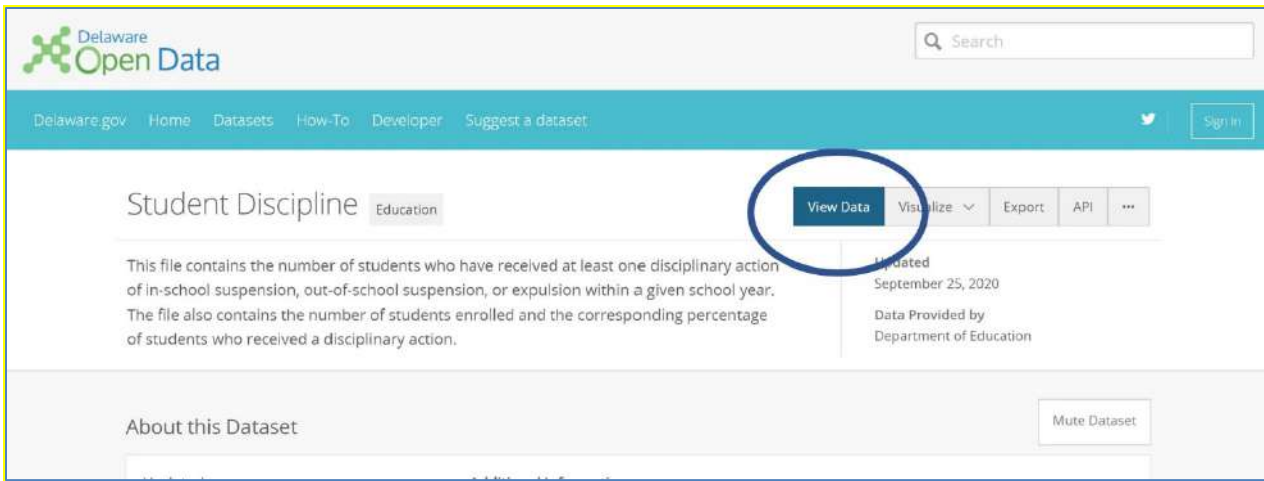 Delaware
Open Data
Search
Delaware.gov Home Datasets How-To Developer Suggest a dataset
Sign In
Student Discipline Education
View Data Visualize Export API ...
This file contains the number of students who have received at least one disciplinary action
of in-school suspension, out-of-school suspension, or expulsion within a given school year.
The file also contains the number of students enrolled and the corresponding percentage
of students who received a disciplinary action.
Updated
September 25, 2020
Data Provided by
Department of Education
About this Dataset
Mute Dataset